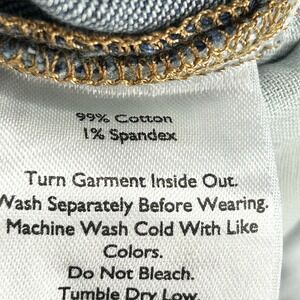 99% Cotton
1% Spandex
Turn Garment Inside Out.
Wash Separately Before Wearing.
Machine Wash Cold With Like
Colors.
Do Not Bleach.
Tumble Dry Low